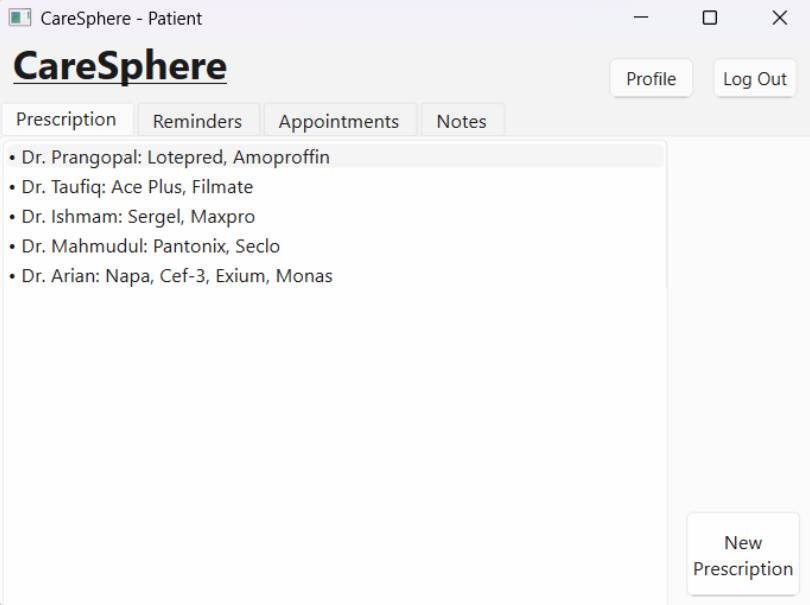 CareSphere - Patient
CareSphere
Profile
Log Out
Prescription
Reminders
Appointments
Notes
• Dr. Prangopal: Lotepred, Amoproffin
• Dr. Taufiq: Ace Plus, Filmate
• Dr. Ishmam: Sergel, Maxpro
• Dr. Mahmudul: Pantonix, Seclo
• Dr. Arian: Napa, Cef-3, Exium, Monas
New
Prescription